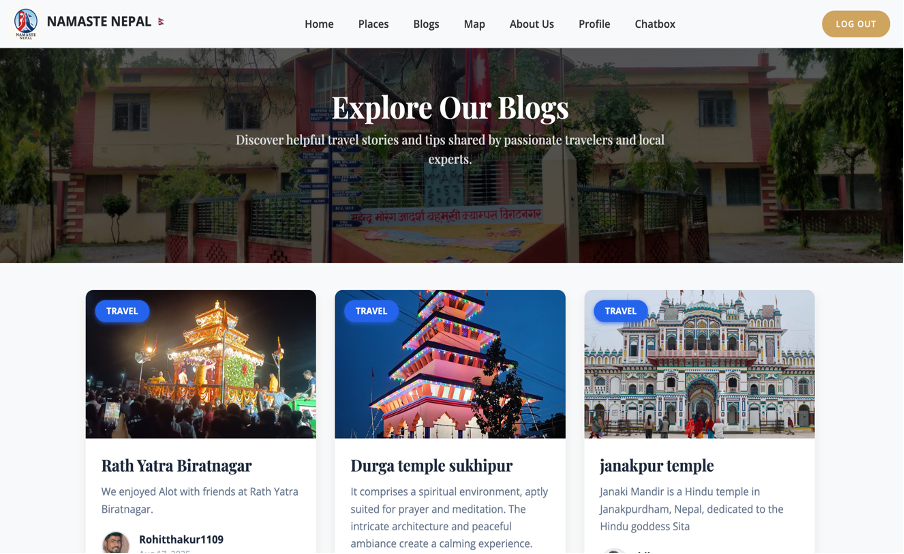 NAMASTE NEPAL
Home Places Blogs Map About Us Profile Chatbox
LOG OUT
NAMASTE
NEPAL
Explore Our Blogs
Discover helpful travel stories and tips shared by passionate travelers and local
experts.
TRAVEL
TRAVEL
TRAVEL
Rath Yatra Biratnagar
We enjoyed Alot with friends at Rath Yatra
Biratnagar.
Rohitthakur1109
Durga temple sukhipur
It comprises a spiritual environment, aptly
suited for prayer and meditation. The
intricate architecture and peaceful
ambiance create a calming experience.
janakpur temple
Janaki Mandir is a Hindu temple in
Janakpurdham, Nepal, dedicated to the
Hindu goddess Sita